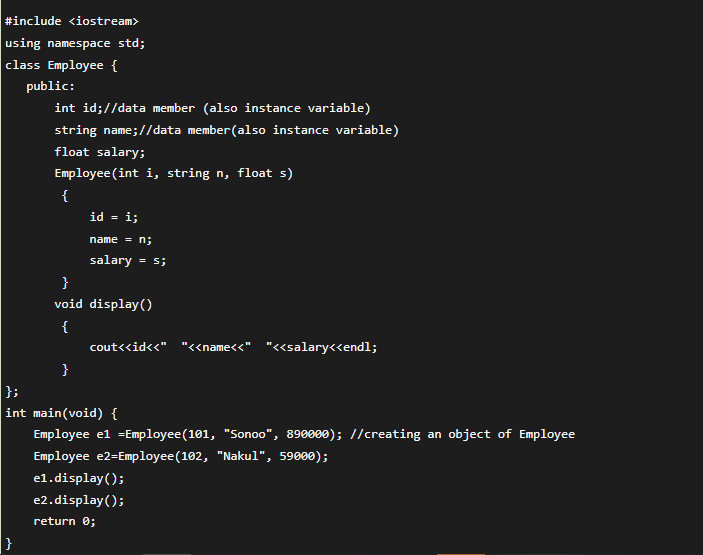 #include <iostream>
using namespace std;
class Employee {
   public:
       int id;//data member (also instance variable)
       string name;//data member(also instance variable)
       float salary;
       Employee(int i, string n, float s)
        {
            id = i;
            name = n;
            salary = s;
        }
       void display()
        {
            cout<<id<<"  "<<name<<"  "<<salary<<endl;
        }
};
int main(void) {
    Employee e1 =Employee(101, "Sonoo", 890000); //creating an object of Employee
    Employee e2=Employee(102, "Nakul", 59000);
    e1.display();
    e2.display();
    return 0;
}